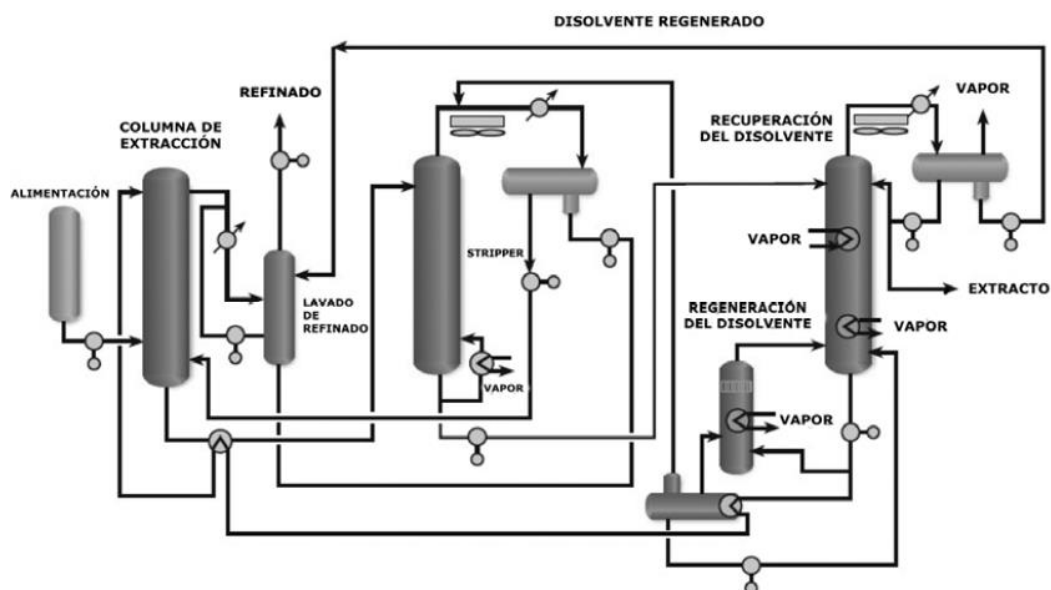 DISOLVENTE REGENERADO
REFINADO
VAPOR
COLUMNA DE
EXTRACCIÓN
RECUPERACIÓN
DEL DISOLVENTE
ALIMENTACIÓN
STRIPPER
VAPOR
LAVADO
DE
REFINADO
EXTRACTO
REGENERACIÓN
DEL DISOLVENTE
VAPOR
VAPOR
VAPOR